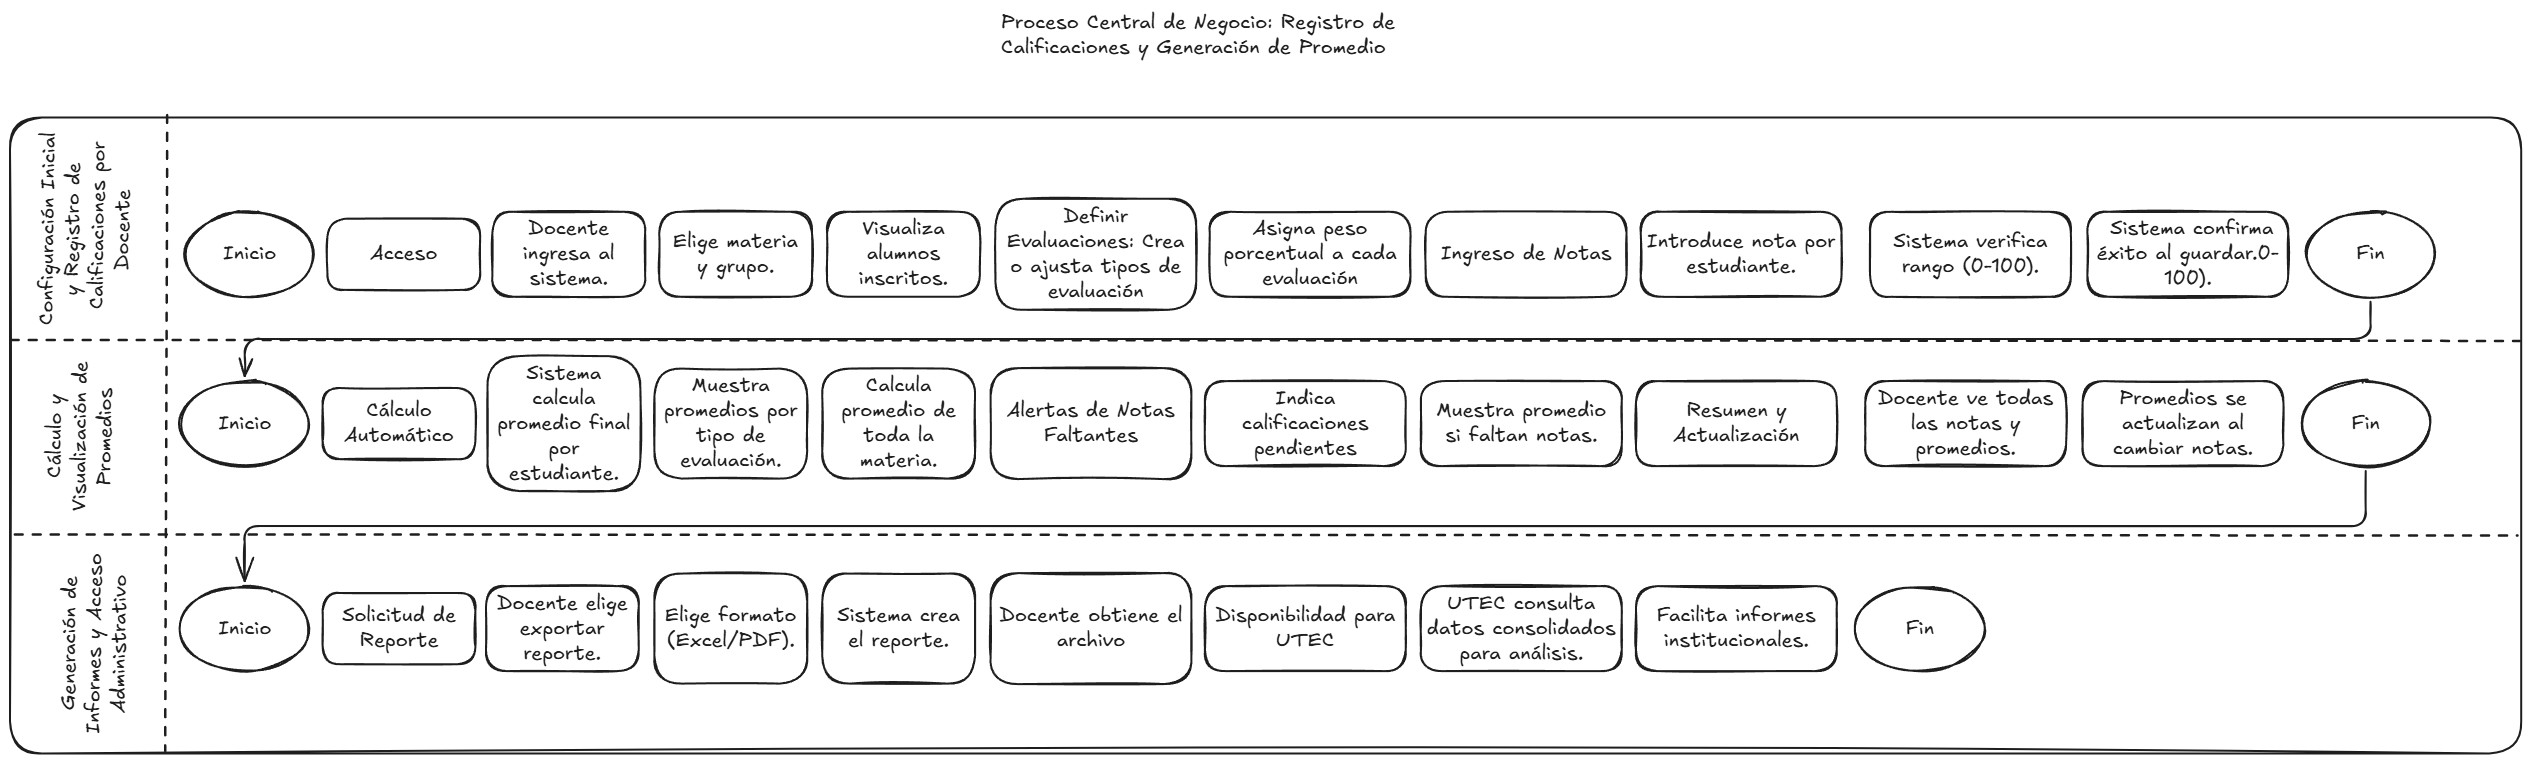 Proceso Central de Negocio: Registro de
Calificaciones y Generación de Promedio
Configuración Inicial
y Registro de
Calificaciones por
Docente
Inicio
Acceso
Docente
ingresa al
sistema.
Elige materia
y grupo.
Visualiza
alumnos
inscritos.
Definir
Evaluaciones: Crea
o ajusta tipos de
evaluación
Asigna peso
porcentual a cada
evaluación
Ingreso de Notas
Introduce nota por
estudiante.
Sistema verifica
rango (0-100).
Sistema confirma
éxito al guardar.0-
100).
Fin
Cálculo y
Visualización de
Promedios
Inicio
Cálculo
Automático
Sistema
calcula
promedio final
por
estudiante.
Muestra
promedios por
tipo de
evaluación.
Calcula
promedio de
toda la
materia.
Alertas de Notas
Faltantes
Indica
calificaciones
pendientes
Muestra promedio
si faltan notas.
Resumen y
Actualización
Docente ve todas
las notas y
promedios.
Promedios se
actualizan al
cambiar notas.
Fin
Generación de
Informes y Acceso
Administrativo
Inicio
Solicitud de
Reporte
Docente elige
exportar
reporte.
Elige formato
(Excel/PDF).
Sistema crea
el reporte.
Docente obtiene el
archivo
Disponibilidad para
UTEC
UTEC consulta
datos consolidados
para análisis.
Facilita informes
institucionales.
Fin